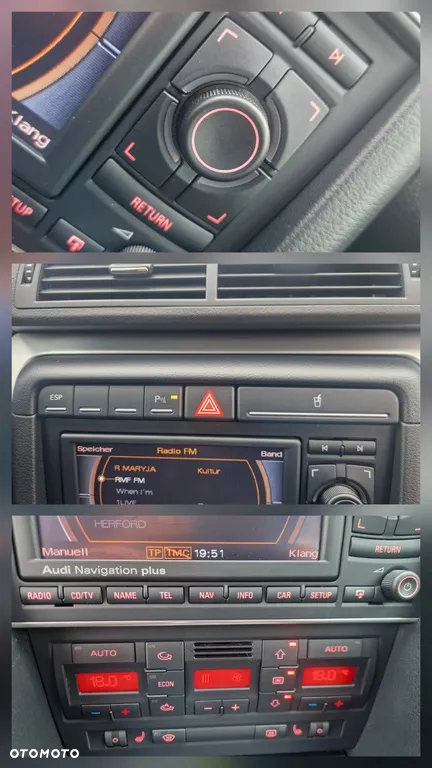 Klang
SETUP
RETURN
ESP
P
Speicher Radio FM Band
R MARYJA Kultur
RMF FM
When I'm
1LIVE
HERFORD
Manuell TP TMC 19:51 Klang
RETURN
Audi Navigation plus
RADIO CD/TV NAME TEL NAV INFO CAR SETUP
AUTO AUTO
18.0 °C 18.0 °C
ECON
OTOMOTO